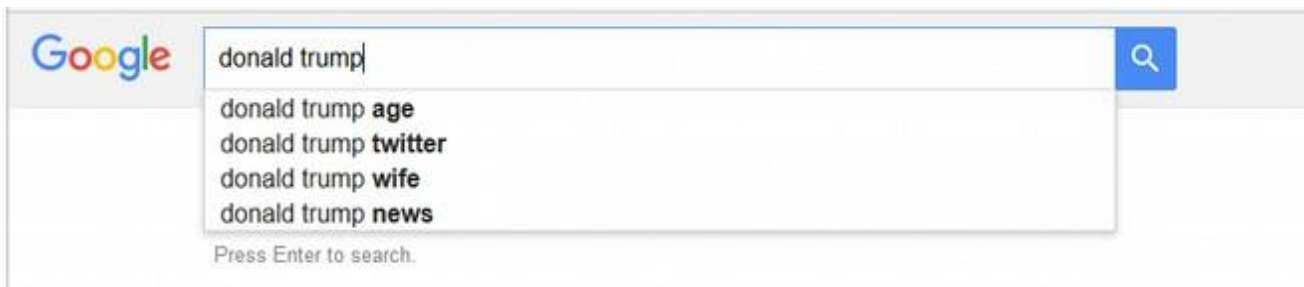 Google donald trump
donald trump age
donald trump twitter
donald trump wife
donald trump news
Press Enter to search.